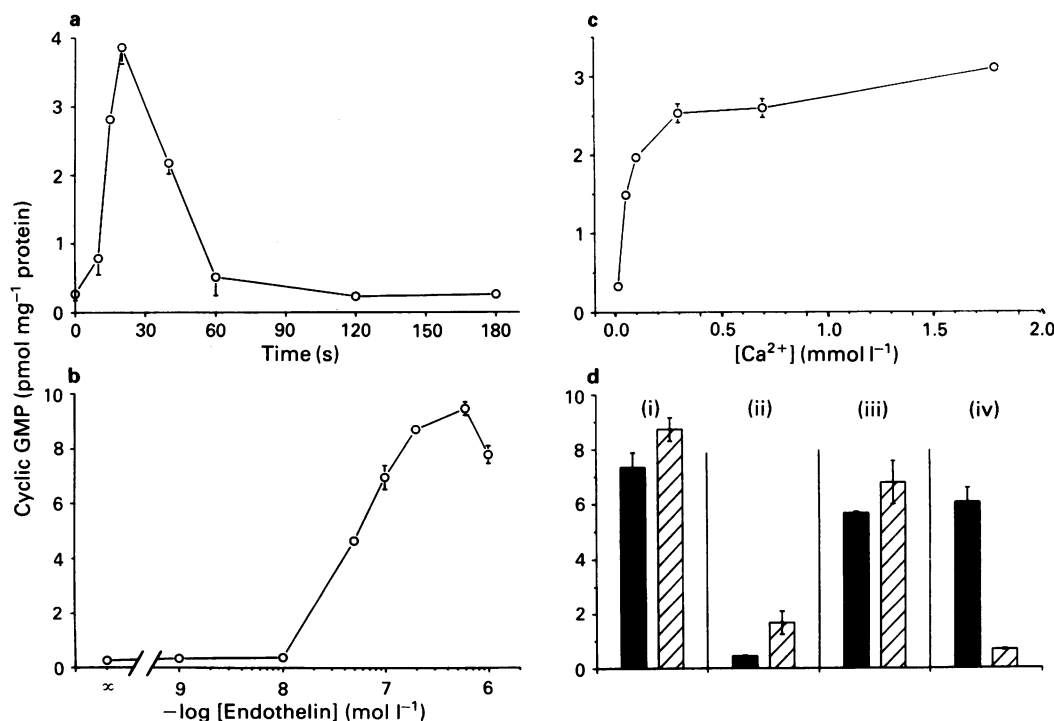 a
4
3
2
1
0
0 30 60 90 120 150 180
Time (s)
c
3
2
1
0
0.0 0.5 1.0 1.5 2.0
[Ca²⁺] (mmol l⁻¹)
Cyclic GMP (pmol mg⁻¹ protein)
b
10
8
6
4
2
0
∝ 9 8 7 6
−log [Endothelin] (mol l⁻¹)
d
(i) (ii) (iii) (iv)
10
8
6
4
2
0